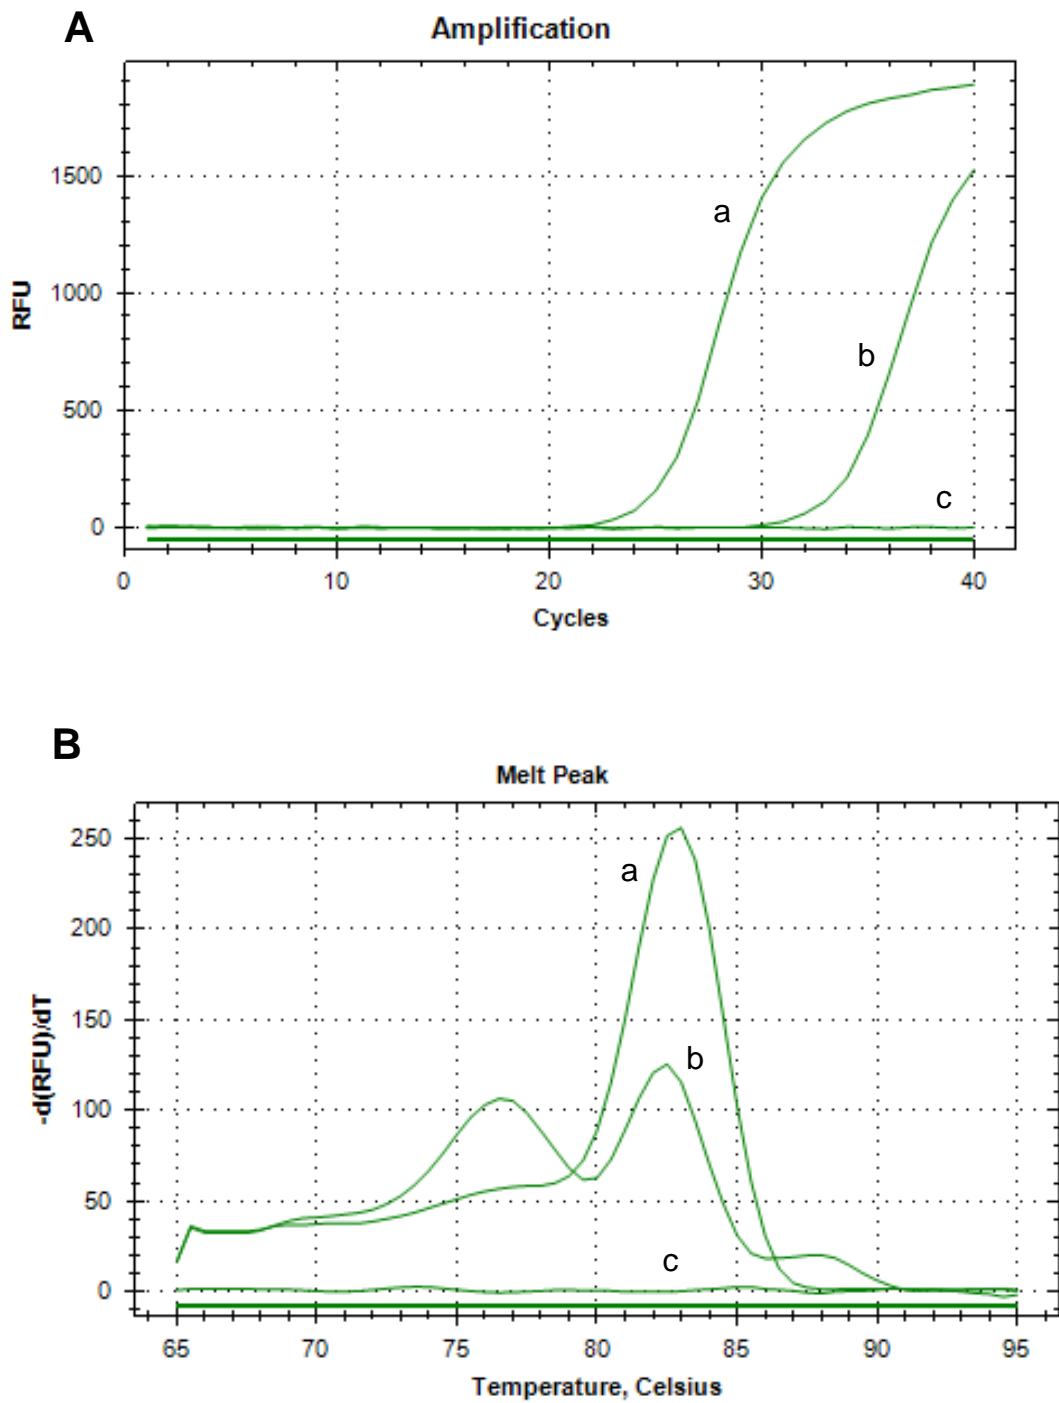 A
Amplification
1500
1000
500
0
RFU
a
b
c
0 10 20 30 40
Cycles
B
Melt Peak
250
200
150
100
50
0
-d(RFU)/dT
a
b
c
65 70 75 80 85 90 95
Temperature, Celsius